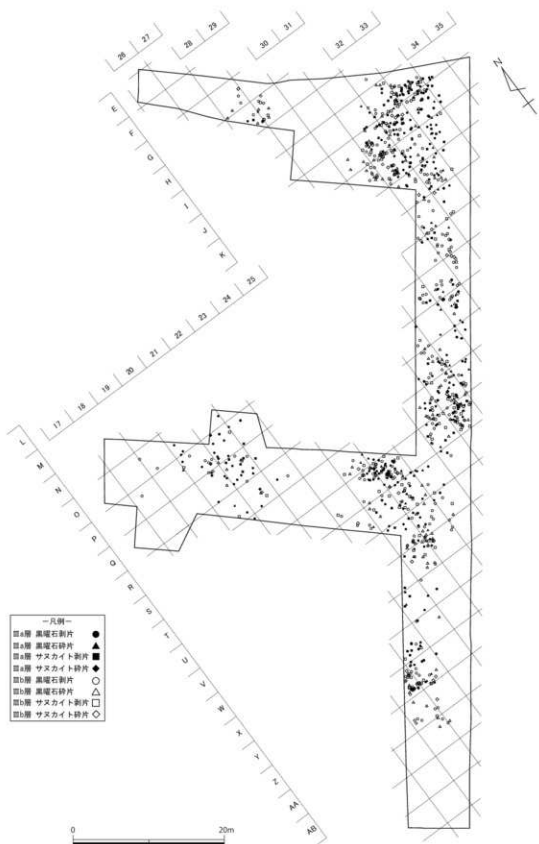 26 27
28 29
30 31
32 33
34 35
N
E
F
G
H
I
J
K
25
24
23
22
21
20
19
18
17
L
M
N
O
P
Q
R
S
T
U
V
W
X
Y
Z
AA
AB
ー凡例ー
Ⅲa層 黒曜石剥片 ●
Ⅲa層 黒曜石砕片 ▲
Ⅲa層 サヌカイト剥片 ■
Ⅲa層 サヌカイト砕片 ◆
Ⅲb層 黒曜石剥片 ○
Ⅲb層 黒曜石砕片 △
Ⅲb層 サヌカイト剥片 □
Ⅲb層 サヌカイト砕片 ◇
0 20m